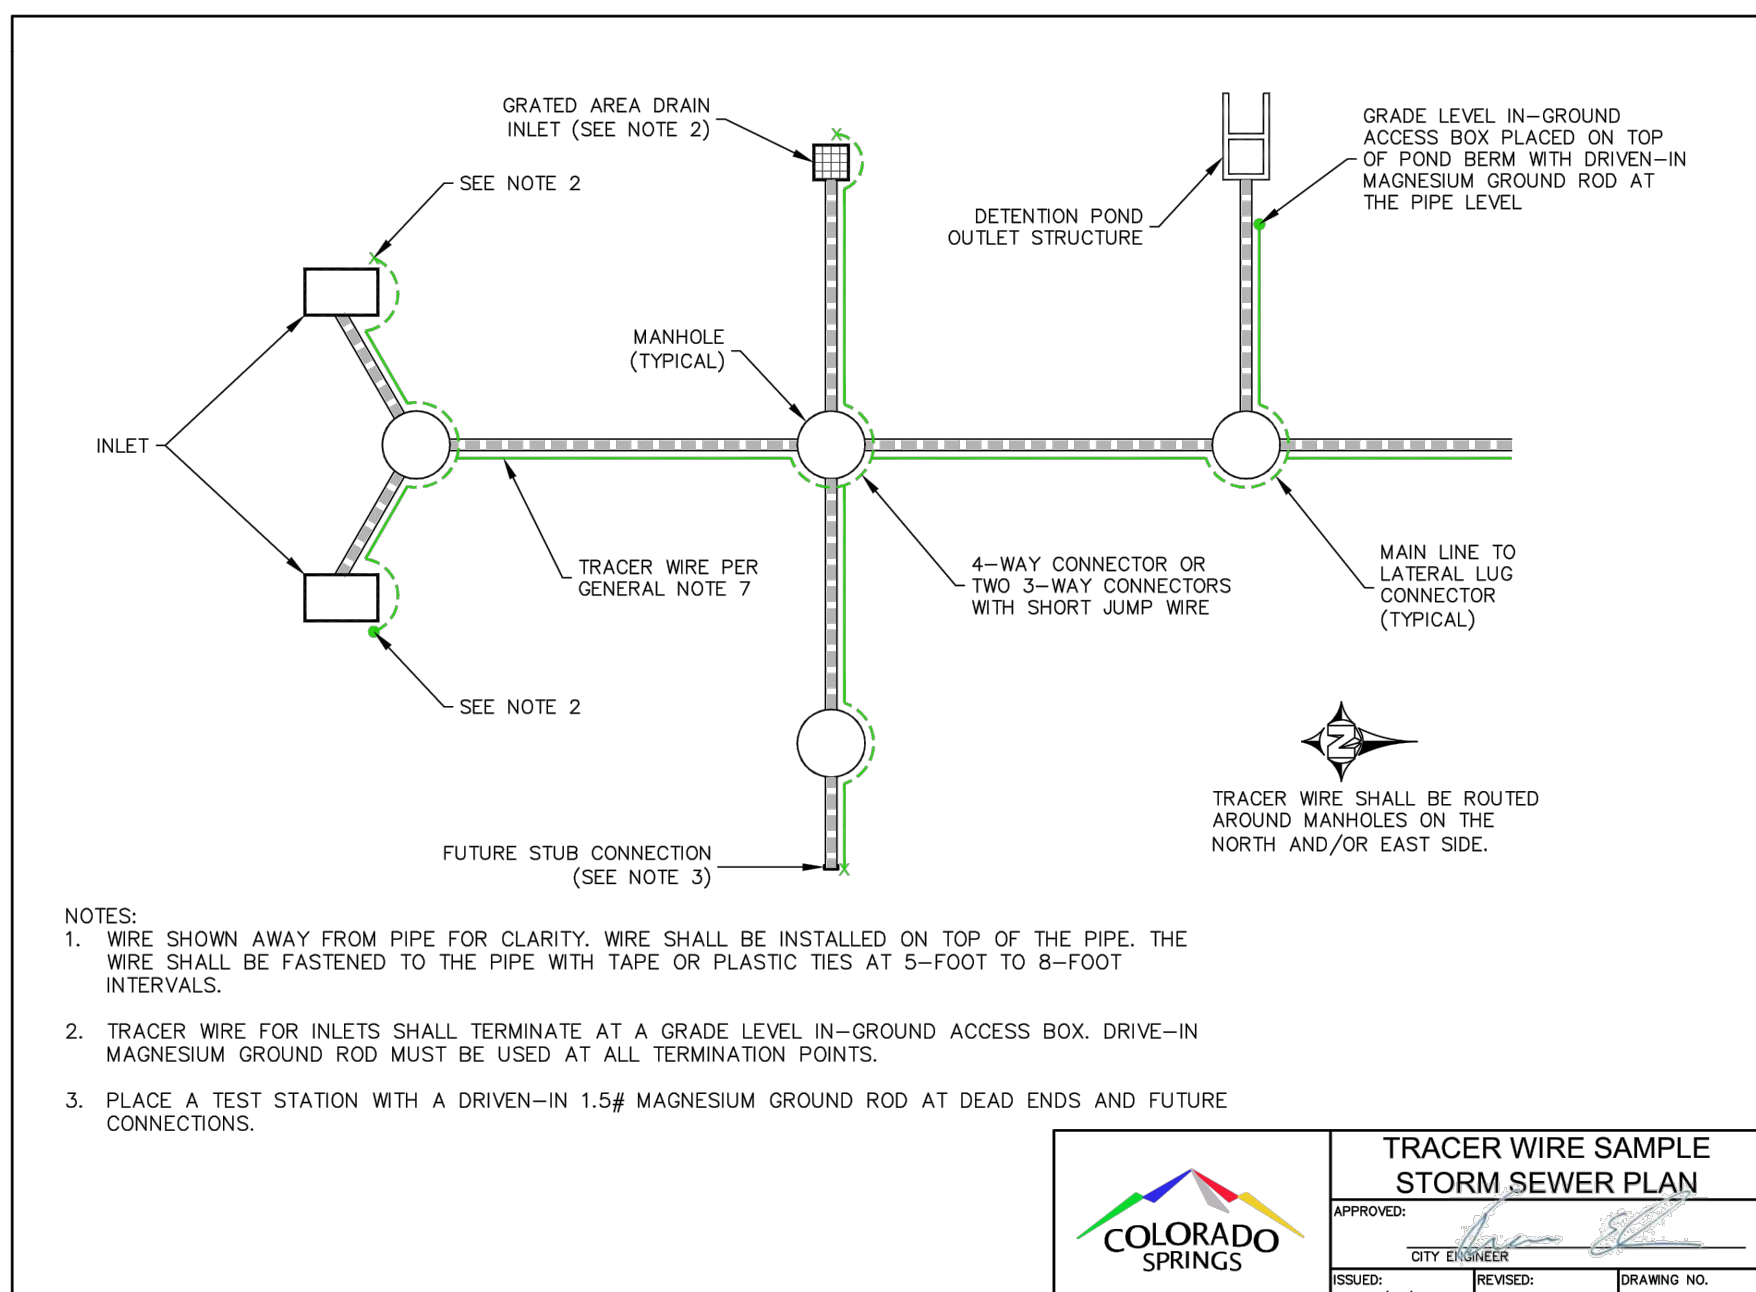 GRATED AREA DRAIN
INLET (SEE NOTE 2)
SEE NOTE 2
GRADE LEVEL IN-GROUND
ACCESS BOX PLACED ON TOP
OF POND BERM WITH DRIVEN-IN
MAGNESIUM GROUND ROD AT
THE PIPE LEVEL
DETENTION POND
OUTLET STRUCTURE
MANHOLE
(TYPICAL)
INLET
TRACER WIRE PER
GENERAL NOTE 7
4-WAY CONNECTOR OR
TWO 3-WAY CONNECTORS
WITH SHORT JUMP WIRE
MAIN LINE TO
LATERAL LUG
CONNECTOR
(TYPICAL)
SEE NOTE 2
N
TRACER WIRE SHALL BE ROUTED
AROUND MANHOLES ON THE
NORTH AND/OR EAST SIDE.
FUTURE STUB CONNECTION
(SEE NOTE 3)
NOTES:
1. WIRE SHOWN AWAY FROM PIPE FOR CLARITY. WIRE SHALL BE INSTALLED ON TOP OF THE PIPE. THE
WIRE SHALL BE FASTENED TO THE PIPE WITH TAPE OR PLASTIC TIES AT 5-FOOT TO 8-FOOT
INTERVALS.
2. TRACER WIRE FOR INLETS SHALL TERMINATE AT A GRADE LEVEL IN-GROUND ACCESS BOX. DRIVE-IN
MAGNESIUM GROUND ROD MUST BE USED AT ALL TERMINATION POINTS.
3. PLACE A TEST STATION WITH A DRIVEN-IN 1.5# MAGNESIUM GROUND ROD AT DEAD ENDS AND FUTURE
CONNECTIONS.
COLORADO
SPRINGS
TRACER WIRE SAMPLE
STORM SEWER PLAN
APPROVED:
CITY ENGINEER
ISSUED:
REVISED:
DRAWING NO.